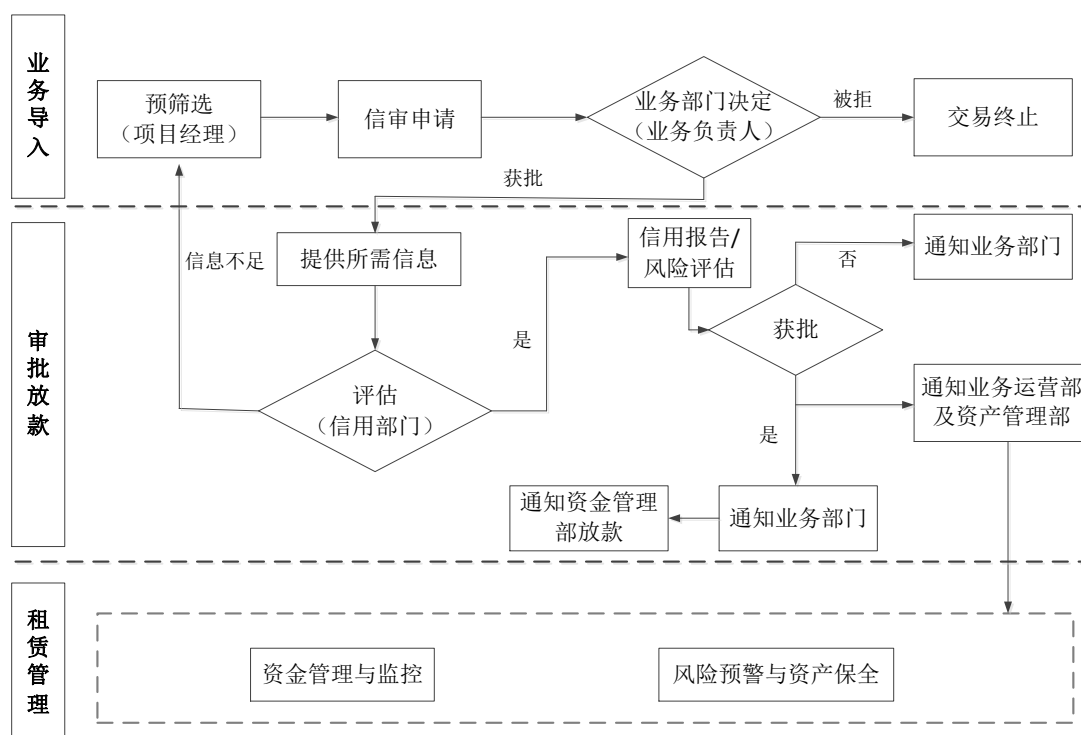 业务导入
预筛选
（项目经理）
信审申请
业务部门决定
（业务负责人）
被拒
交易终止
获批
审批放款
信息不足
提供所需信息
评估
（信用部门）
是
信用报告/
风险评估
获批
否
通知业务部门
是
通知业务运营部
及资产管理部
通知业务部门
通知资金管理
部放款
租赁管理
资金管理与监控
风险预警与资产保全